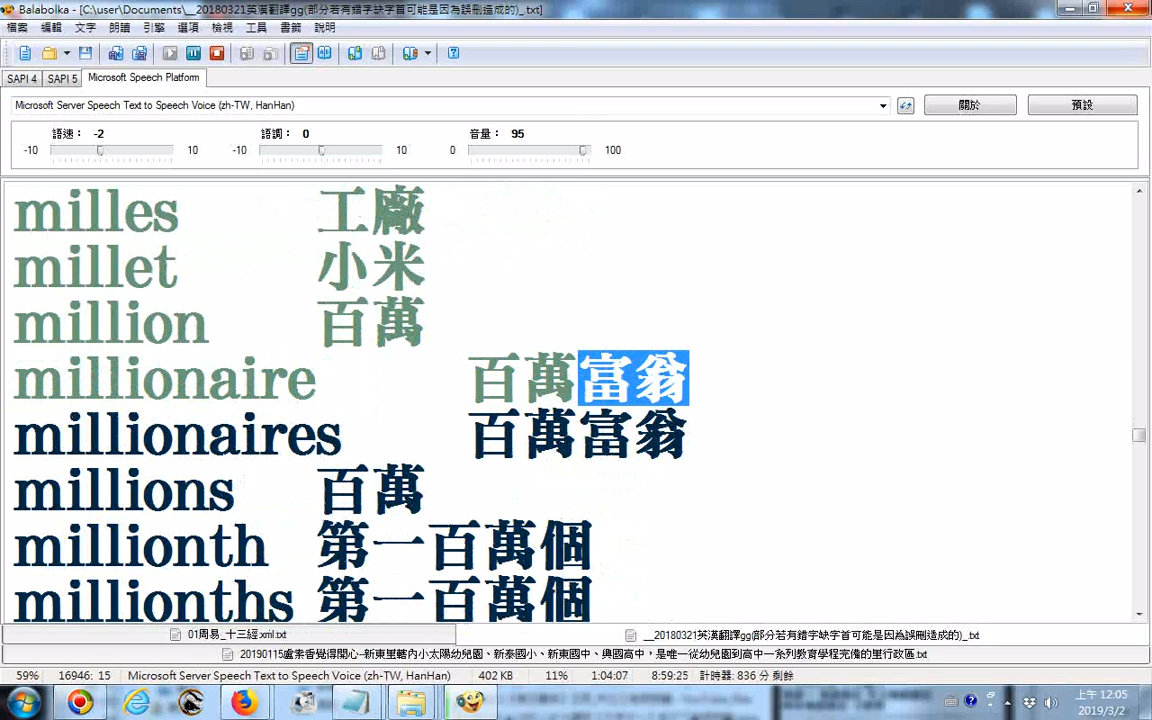 Balabolka - [C:\user\Documents\__20180321英漢翻譯gg(部分若有錯字缺字首可能是因為誤刪造成的)_.txt]
檔案 編輯 文字 朗讀 引擎 選項 檢視 工具 書籤 說明
SAPI 4 SAPI 5 Microsoft Speech Platform
Microsoft Server Speech Text to Speech Voice (zh-TW, HanHan) 關於 預設
語速： -2 語調： 0 音量： 95
-10 10 -10 10 0 100
milles 工廠
millet 小米
million 百萬
millionaire 百萬富翁
millionaires 百萬富翁
millions 百萬
millionth 第一百萬個
millionths 第一百萬個
01周易_十三經.xml.txt __20180321英漢翻譯gg(部分若有錯字缺字首可能是因為誤刪造成的)_.txt
20190115盧素香覺得開心-新東里轄內小太陽幼兒園、新泰國小、新東國中、興國高中，是唯一從幼兒園到高中一系列教育學程完備的里行政區.txt
59% 16946: 15 Microsoft Server Speech Text to Speech Voice (zh-TW, HanHan) 402 KB 11% 1:04:07 8:59:25 計時器: 836 分 剩餘
上午 12:05
2019/3/2